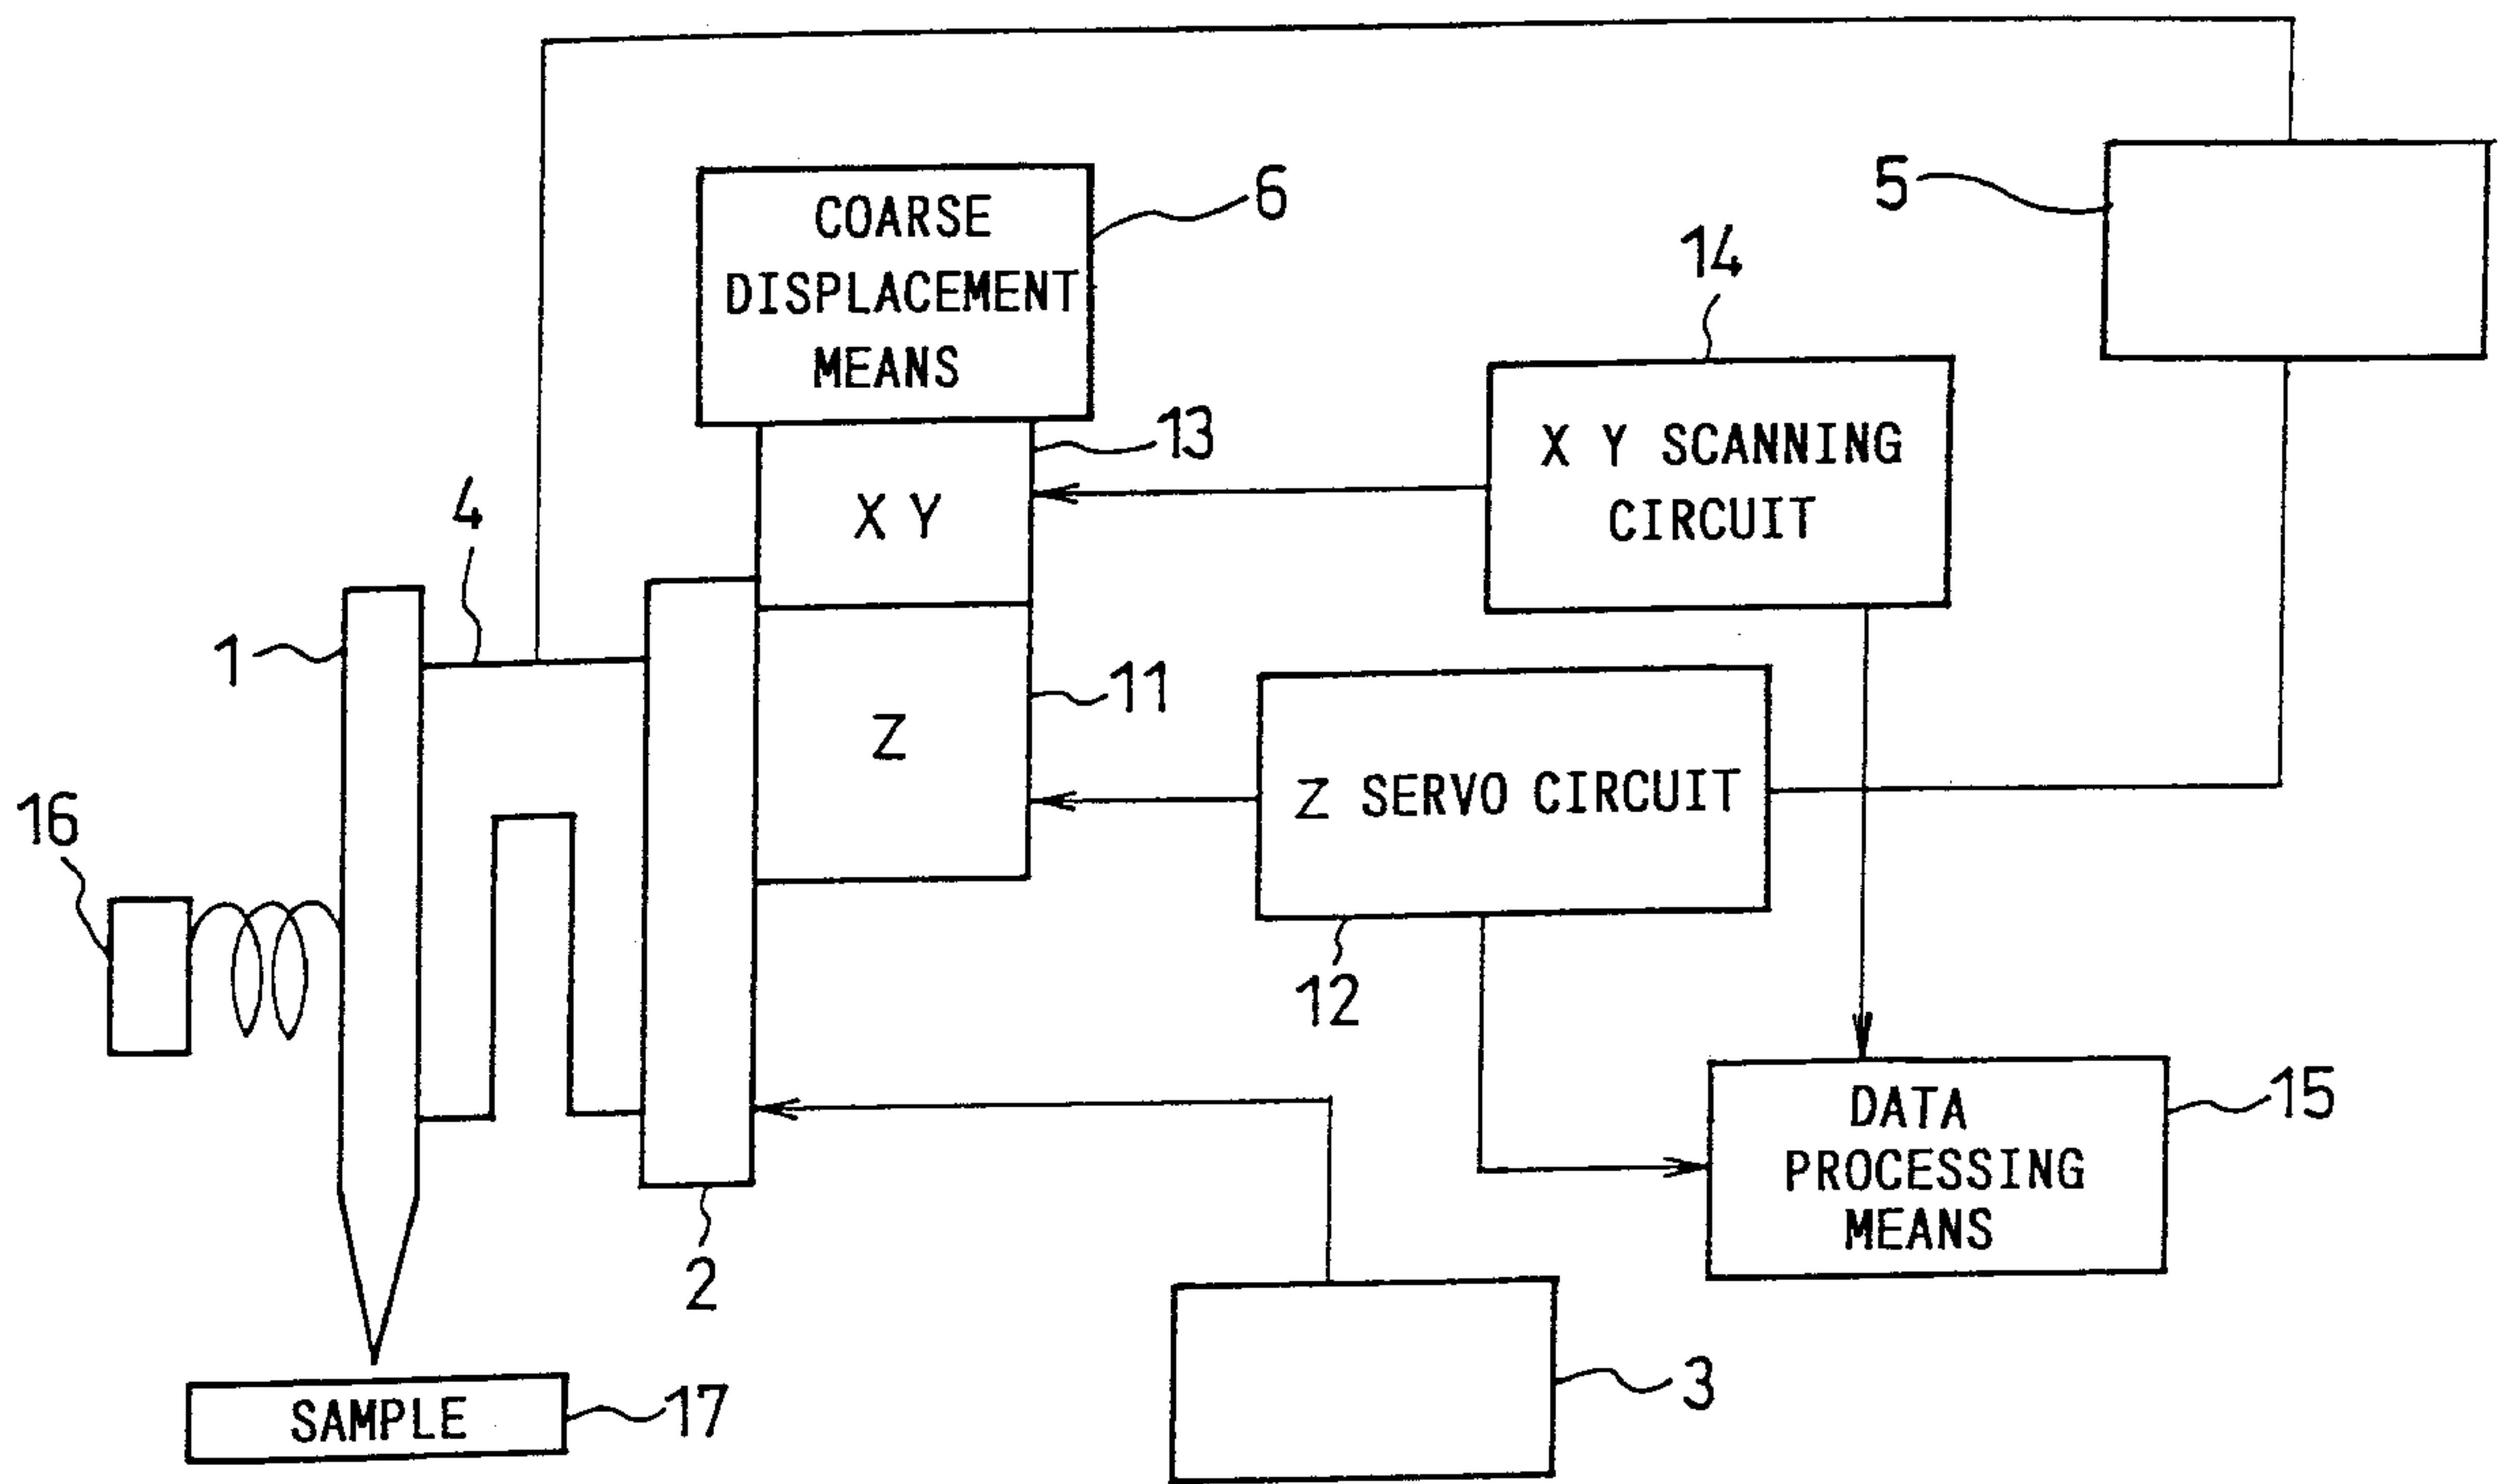 COARSE
DISPLACEMENT
MEANS
6
5
14
X Y SCANNING
CIRCUIT
13
X Y
4
1
11
Z
Z SERVO CIRCUIT
16
12
DATA
PROCESSING
MEANS
15
2
3
SAMPLE
17